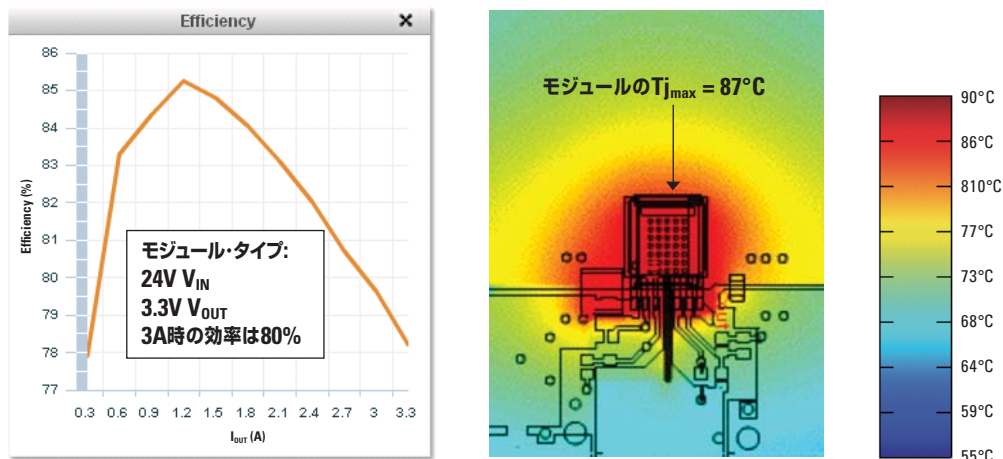 Efficiency ×
86
85
84
83
82
81
80
79
78
77
Efficiency (%)
モジュール・タイプ:
24V VIN
3.3V VOUT
3A時の効率は80%
0.3 0.6 0.9 1.2 1.5 1.8 2.1 2.4 2.7 3 3.3
IOUT (A)
モジュールのTjmax = 87°C
90°C
86°C
810°C
77°C
73°C
68°C
64°C
59°C
55°C